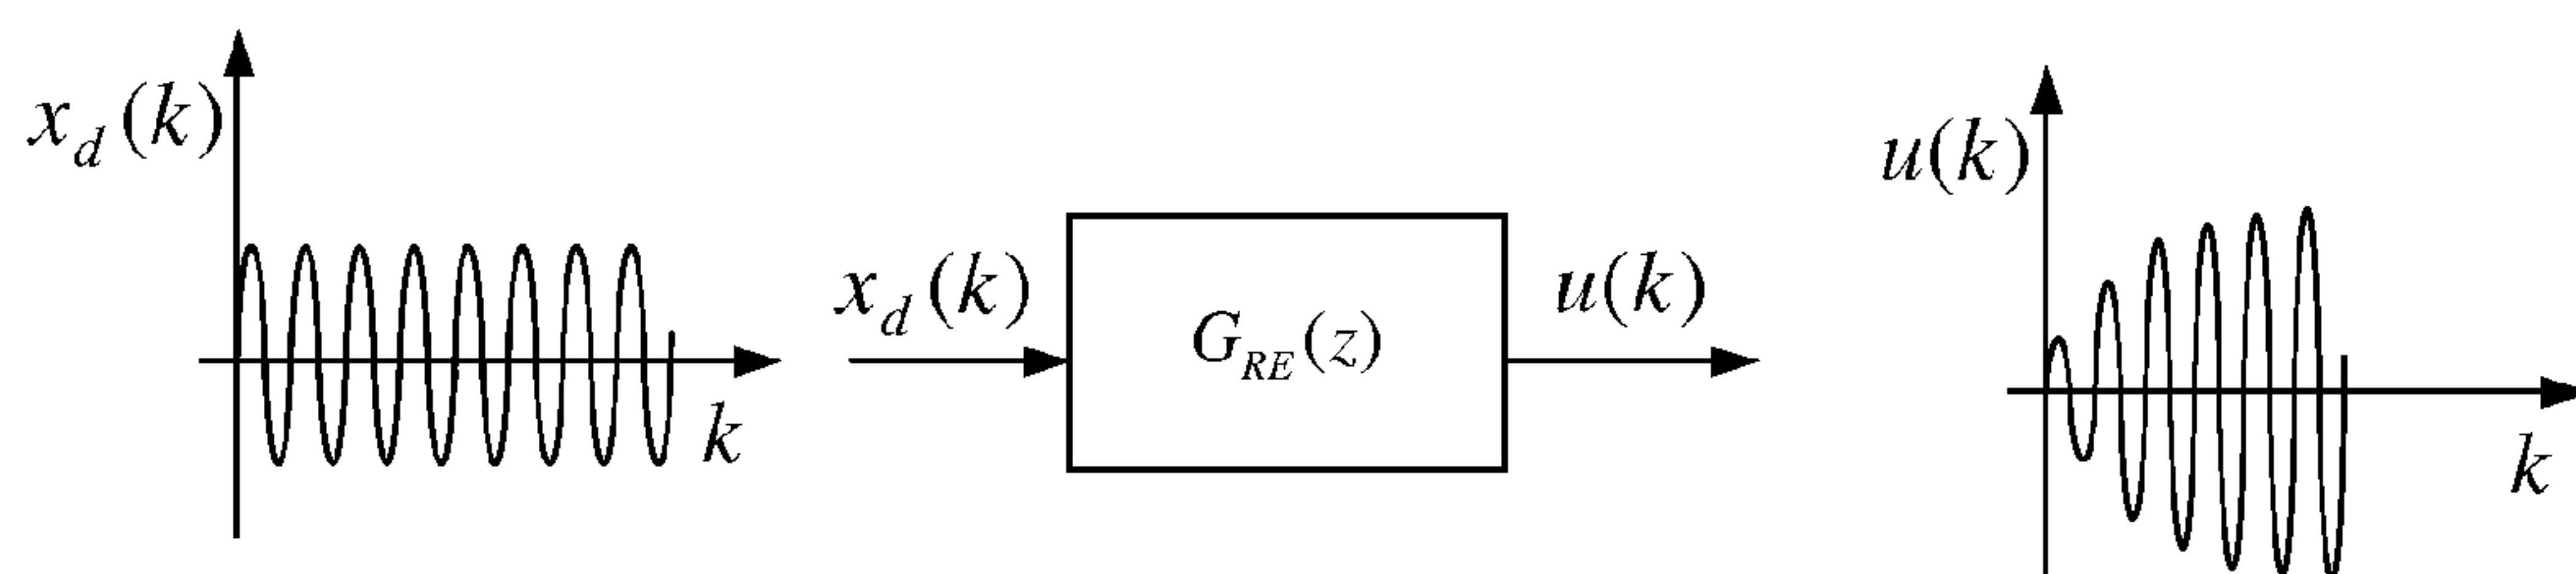 x_d(k)
k
x_d(k)
G_RE(z)
u(k)
u(k)
k